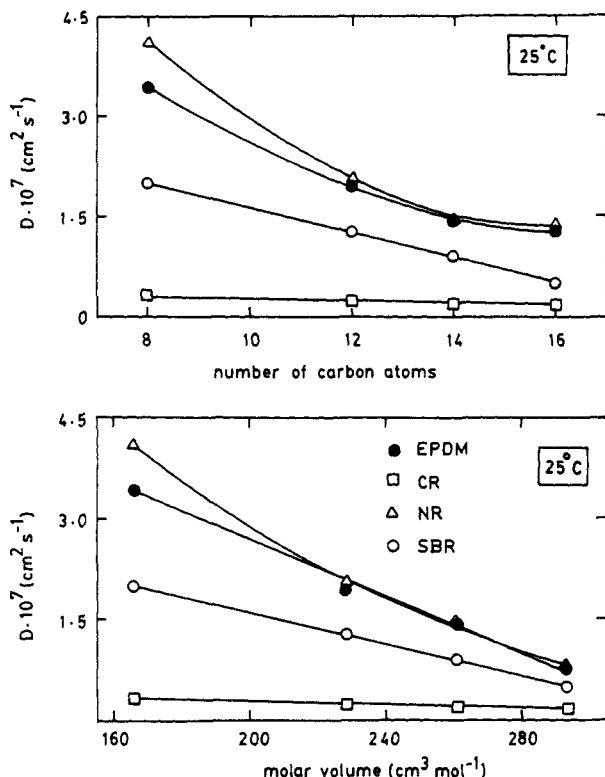 4.5
3.0
1.5
0
D·10⁷ (cm² s⁻¹)
25°C
8 10 12 14 16
number of carbon atoms
4.5
3.0
1.5
D·10⁷ (cm² s⁻¹)
EPDM
CR
NR
SBR
25°C
160 200 240 280
molar volume (cm³ mol⁻¹)